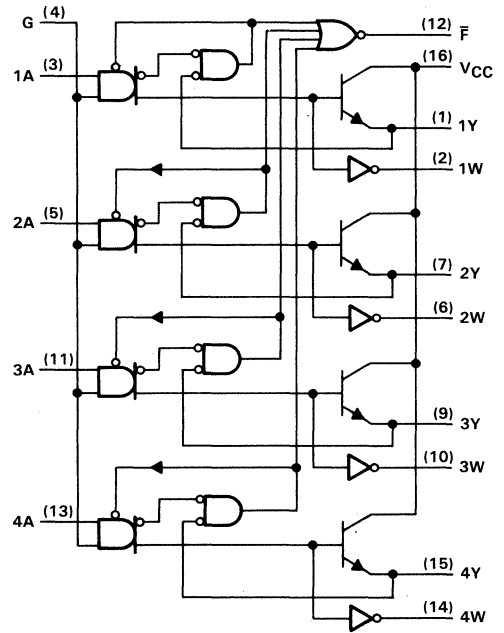 G (4)
(12) F̅
1A (3)
(16) VCC
(1) 1Y
(2) 1W
2A (5)
(7) 2Y
(6) 2W
3A (11)
(9) 3Y
(10) 3W
4A (13)
(15) 4Y
(14) 4W